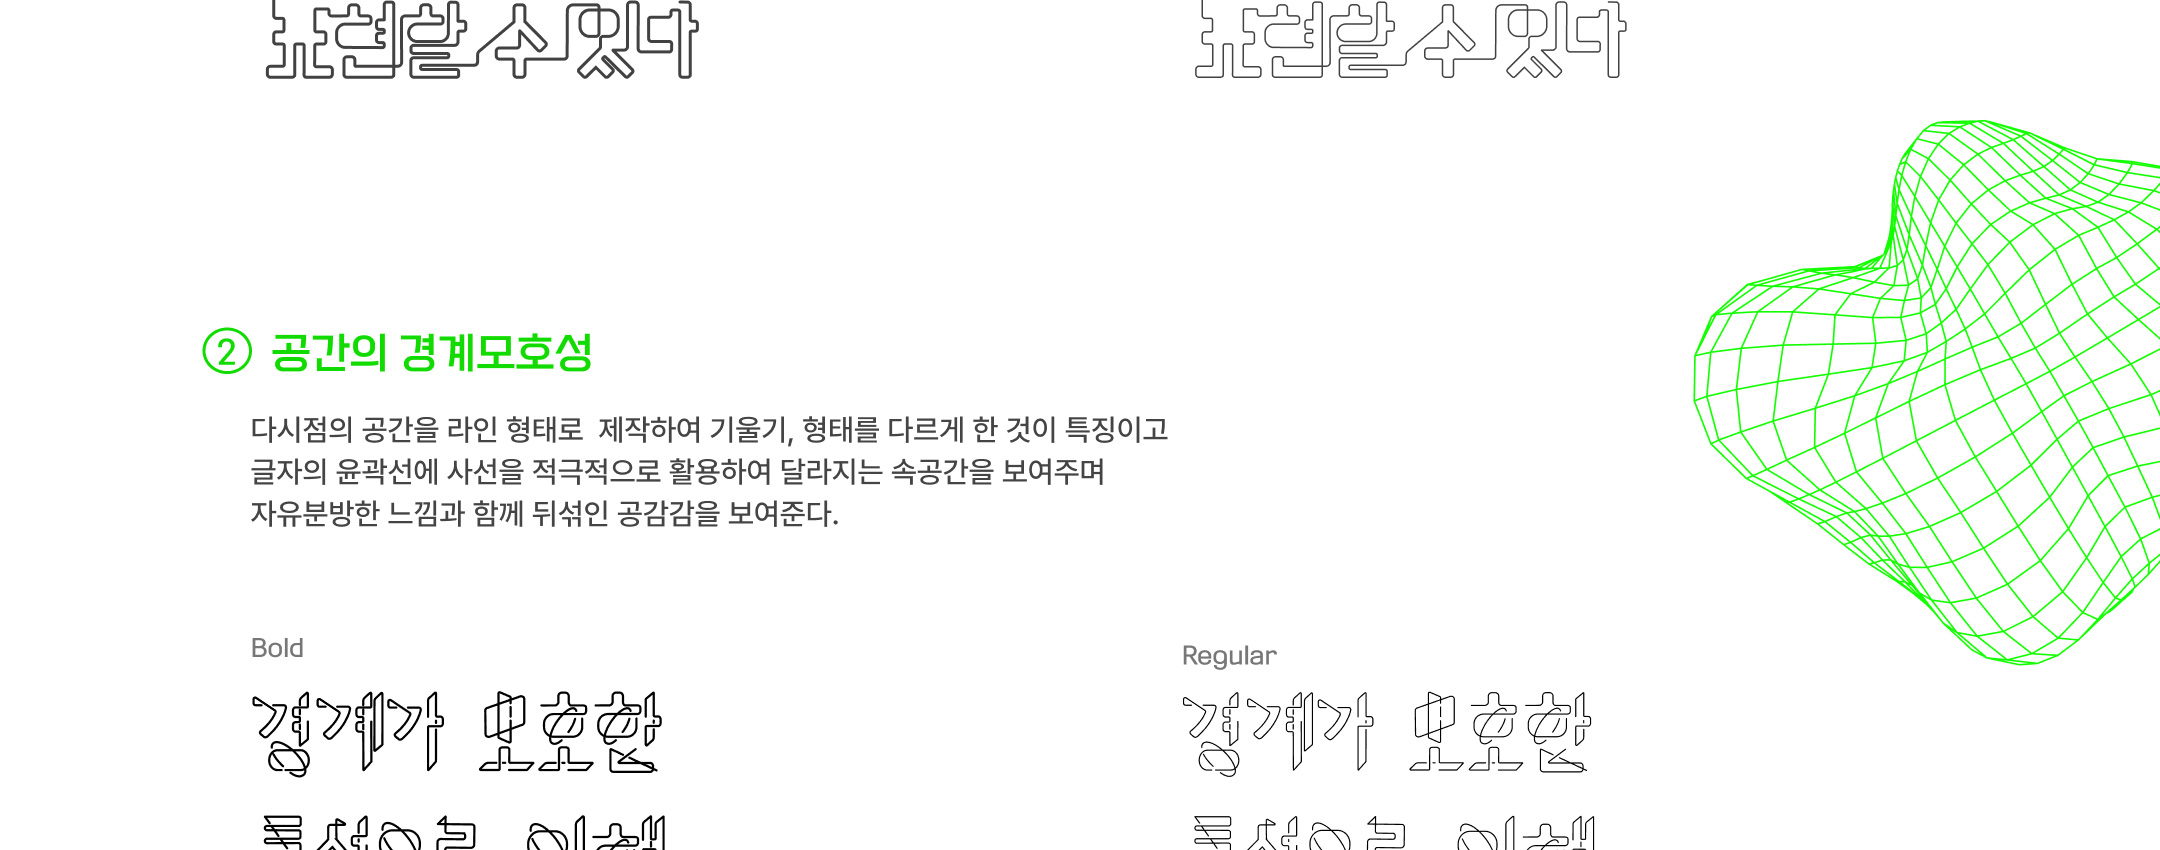 표현할 수 있다
표현할 수 있다
② 공간의 경계모호성
다시점의 공간을 라인 형태로  제작하여 기울기, 형태를 다르게 한 것이 특징이고
글자의 윤곽선에 사선을 적극적으로 활용하여 달라지는 속공간을 보여주며
자유분방한 느낌과 함께 뒤섞인 공감감을 보여준다.
Bold
Regular
경계가 모호한
경계가 모호한